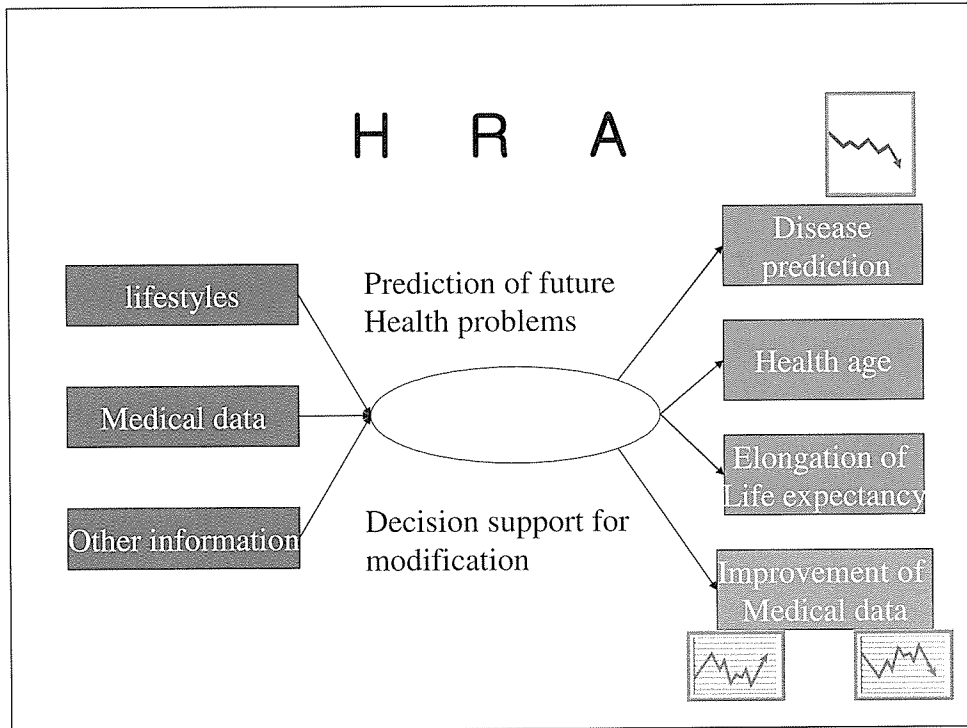 H R A
lifestyles
Medical data
Other information
Prediction of future
Health problems
Decision support for
modification
Disease
prediction
Health age
Elongation of
Life expectancy
Improvement of
Medical data